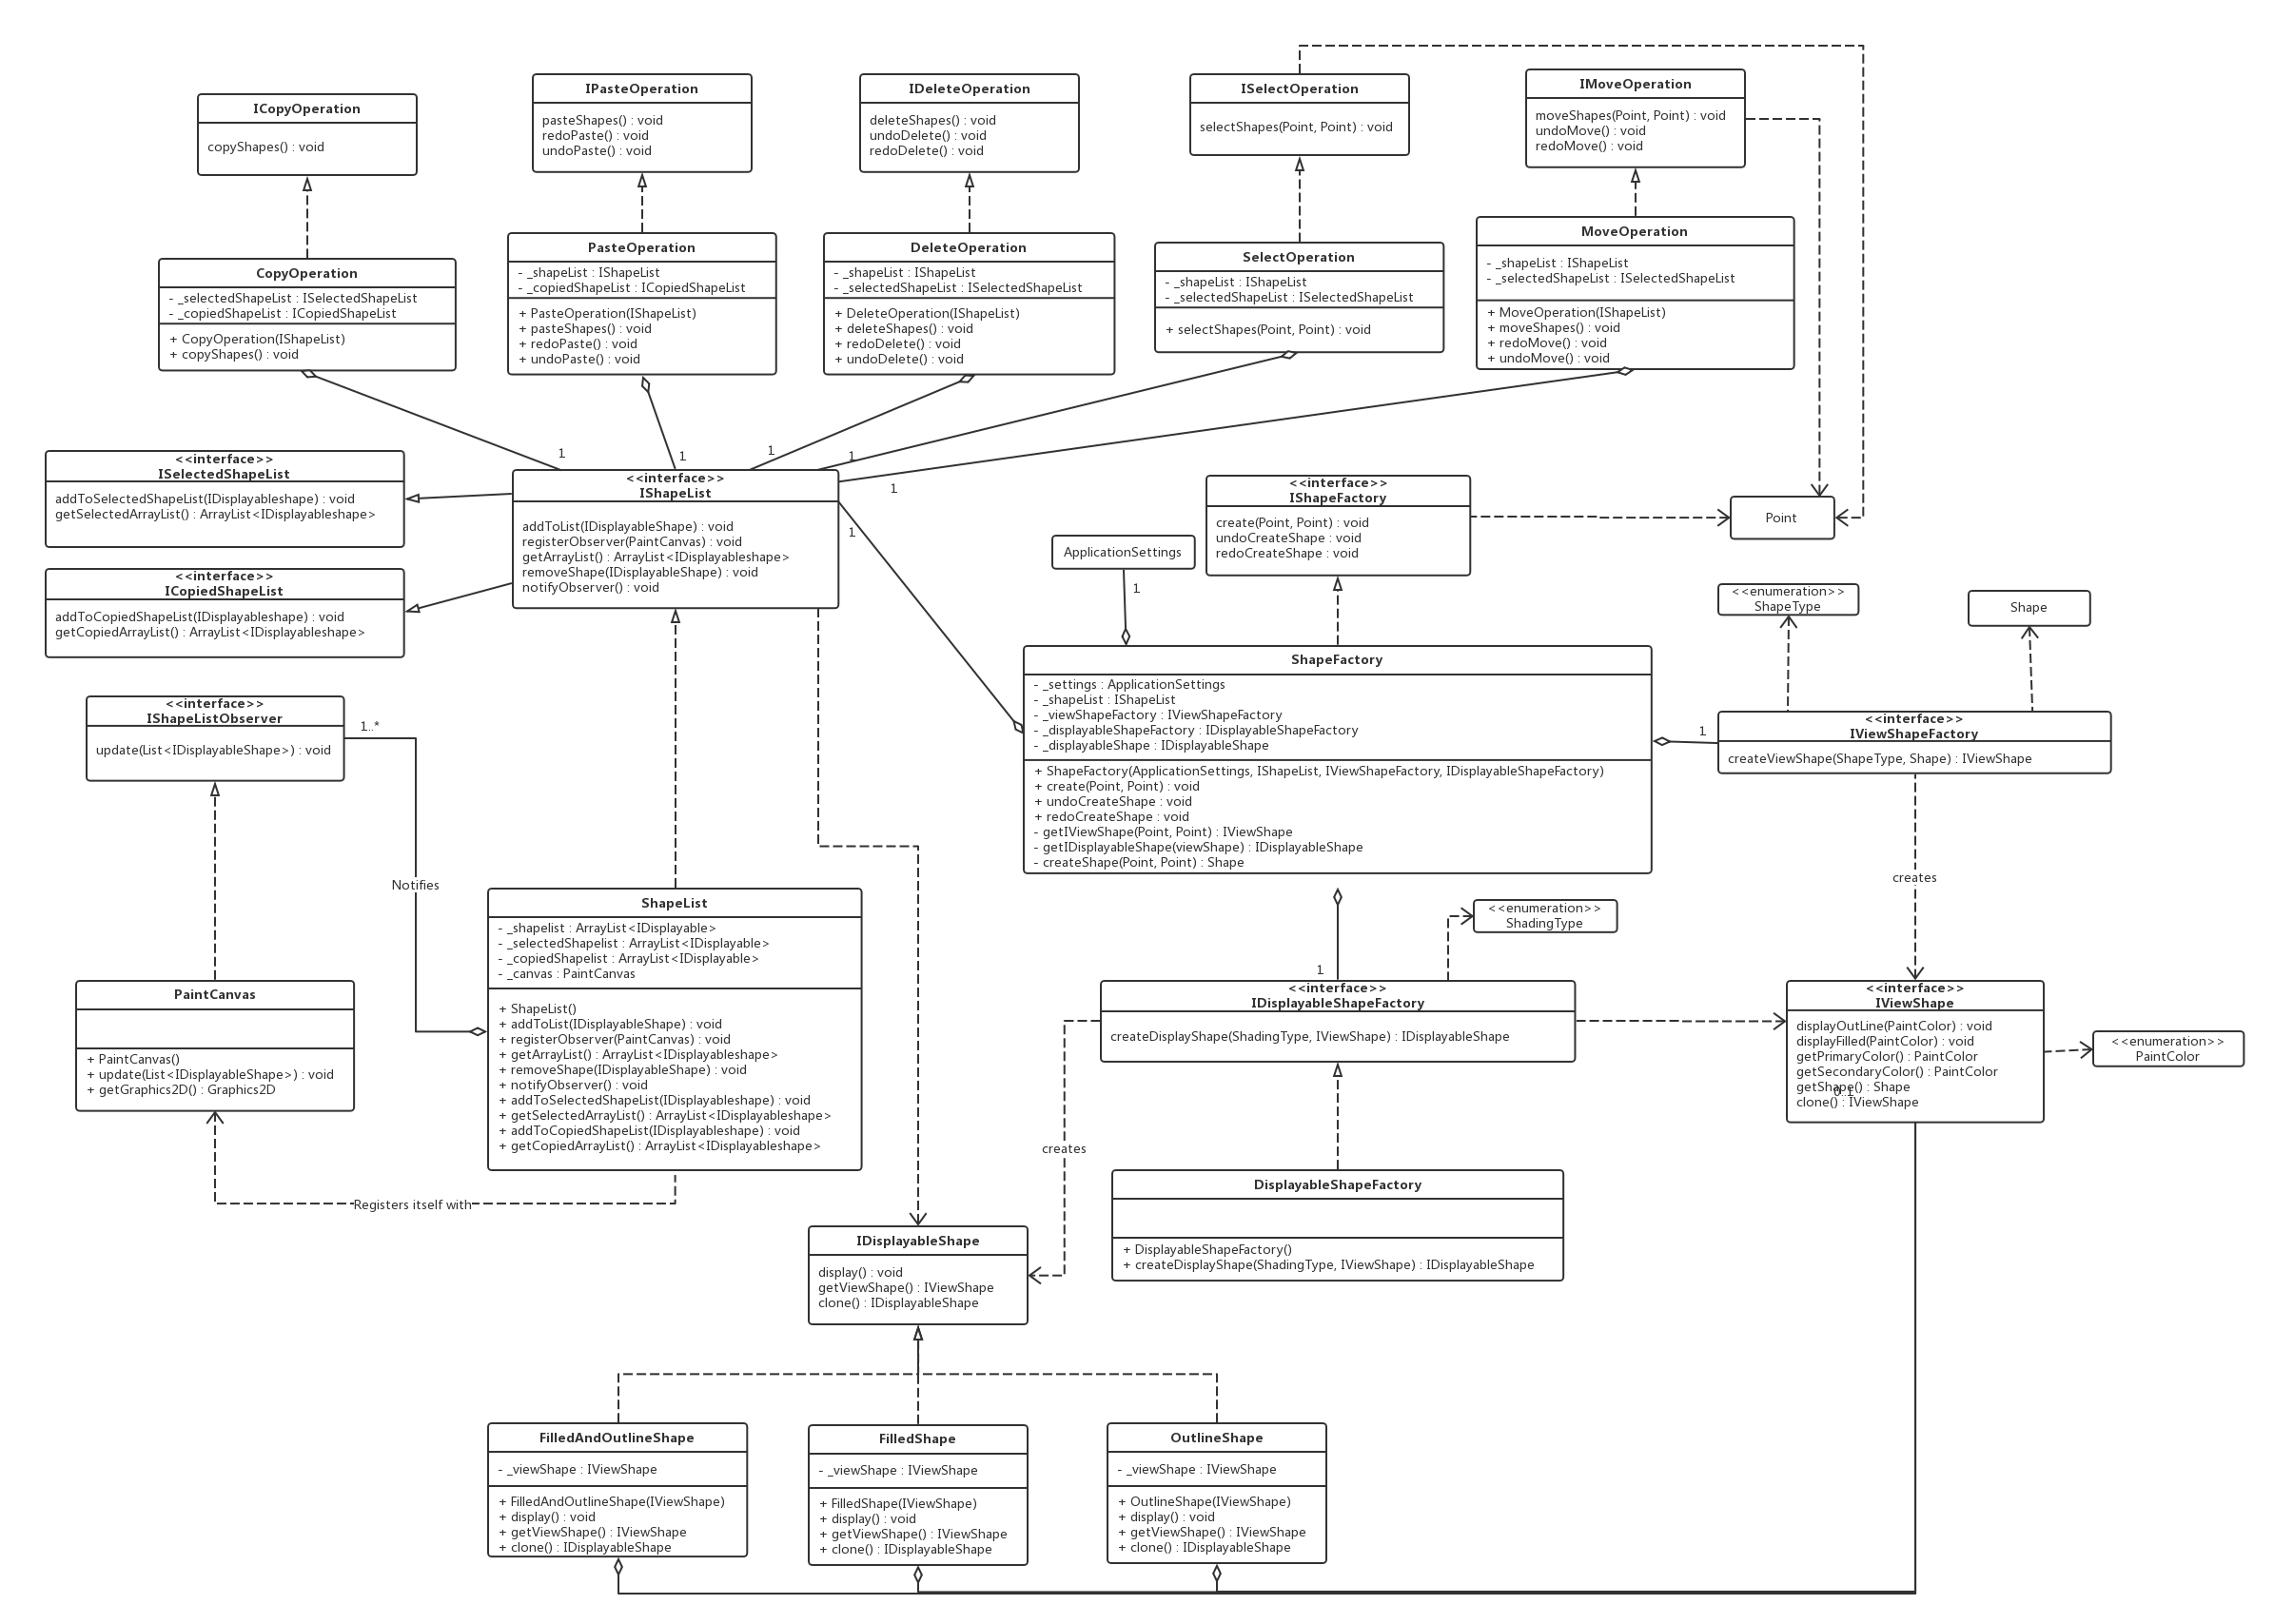 ICopyOperation
copyShapes() : void
IPasteOperation
pasteShapes() : void
redoPaste() : void
undoPaste() : void
IDeleteOperation
deleteShapes() : void
undoDelete() : void
redoDelete() : void
ISelectOperation
selectShapes(Point, Point) : void
IMoveOperation
moveShapes(Point, Point) : void
undoMove() : void
redoMove() : void
CopyOperation
- _selectedShapeList : ISelectedShapeList
- _copiedShapeList : ICopiedShapeList
+ CopyOperation(IShapeList)
+ copyShapes() : void
PasteOperation
- _shapeList : IShapeList
- _copiedShapeList : ICopiedShapeList
+ PasteOperation(IShapeList)
+ pasteShapes() : void
+ redoPaste() : void
+ undoPaste() : void
DeleteOperation
- _shapeList : IShapeList
- _selectedShapeList : ISelectedShapeList
+ DeleteOperation(IShapeList)
+ deleteShapes() : void
+ redoDelete() : void
+ undoDelete() : void
SelectOperation
- _shapeList : IShapeList
- _selectedShapeList : ISelectedShapeList
+ selectShapes(Point, Point) : void
MoveOperation
- _shapeList : IShapeList
- _selectedShapeList : ISelectedShapeList
+ MoveOperation(IShapeList)
+ moveShapes() : void
+ redoMove() : void
+ undoMove() : void
1
1
1
1
1
1
<<interface>>
ISelectedShapeList
addToSelectedShapeList(IDisplayableshape) : void
getSelectedArrayList() : ArrayList<IDisplayableshape>
<<interface>>
ICopiedShapeList
addToCopiedShapeList(IDisplayableshape) : void
getCopiedArrayList() : ArrayList<IDisplayableshape>
<<interface>>
IShapeList
addToList(IDisplayableShape) : void
registerObserver(PaintCanvas) : void
getArrayList() : ArrayList<IDisplayableshape>
removeShape(IDisplayableShape) : void
notifyObserver() : void
<<interface>>
IShapeFactory
create(Point, Point) : void
undoCreateShape : void
redoCreateShape : void
Point
ApplicationSettings
1
<<enumeration>>
ShapeType
Shape
ShapeFactory
- _settings : ApplicationSettings
- _shapeList : IShapeList
- _viewShapeFactory : IViewShapeFactory
- _displayableShapeFactory : IDisplayableShapeFactory
- _displayableShape : IDisplayableShape
+ ShapeFactory(ApplicationSettings, IShapeList, IViewShapeFactory, IDisplayableShapeFactory)
+ create(Point, Point) : void
+ undoCreateShape : void
+ redoCreateShape : void
- getIViewShape(Point, Point) : IViewShape
- getIDisplayableShape(viewShape) : IDisplayableShape
- createShape(Point, Point) : Shape
1
<<interface>>
IViewShapeFactory
createViewShape(ShapeType, Shape) : IViewShape
<<interface>>
IShapeListObserver
update(List<IDisplayableShape>) : void
1..*
Notifies
creates
ShapeList
- _shapelist : ArrayList<IDisplayable>
- _selectedShapelist : ArrayList<IDisplayable>
- _copiedShapelist : ArrayList<IDisplayable>
- _canvas : PaintCanvas
+ ShapeList()
+ addToList(IDisplayableShape) : void
+ registerObserver(PaintCanvas) : void
+ getArrayList() : ArrayList<IDisplayableshape>
+ removeShape(IDisplayableShape) : void
+ notifyObserver() : void
+ addToSelectedShapeList(IDisplayableshape) : void
+ getSelectedArrayList() : ArrayList<IDisplayableshape>
+ addToCopiedShapeList(IDisplayableshape) : void
+ getCopiedArrayList() : ArrayList<IDisplayableshape>
<<enumeration>>
ShadingType
PaintCanvas
+ PaintCanvas()
+ update(List<IDisplayableShape>) : void
+ getGraphics2D() : Graphics2D
1
<<interface>>
IDisplayableShapeFactory
createDisplayShape(ShadingType, IViewShape) : IDisplayableShape
<<interface>>
IViewShape
displayOutLine(PaintColor) : void
displayFilled(PaintColor) : void
getPrimaryColor() : PaintColor
getSecondaryColor() : PaintColor
getShape() : Shape
0..1
clone() : IViewShape
<<enumeration>>
PaintColor
creates
Registers itself with
DisplayableShapeFactory
+ DisplayableShapeFactory()
+ createDisplayShape(ShadingType, IViewShape) : IDisplayableShape
IDisplayableShape
display() : void
getViewShape() : IViewShape
clone() : IDisplayableShape
FilledAndOutlineShape
- _viewShape : IViewShape
+ FilledAndOutlineShape(IViewShape)
+ display() : void
+ getViewShape() : IViewShape
+ clone() : IDisplayableShape
FilledShape
- _viewShape : IViewShape
+ FilledShape(IViewShape)
+ display() : void
+ getViewShape() : IViewShape
+ clone() : IDisplayableShape
OutlineShape
- _viewShape : IViewShape
+ OutlineShape(IViewShape)
+ display() : void
+ getViewShape() : IViewShape
+ clone() : IDisplayableShape